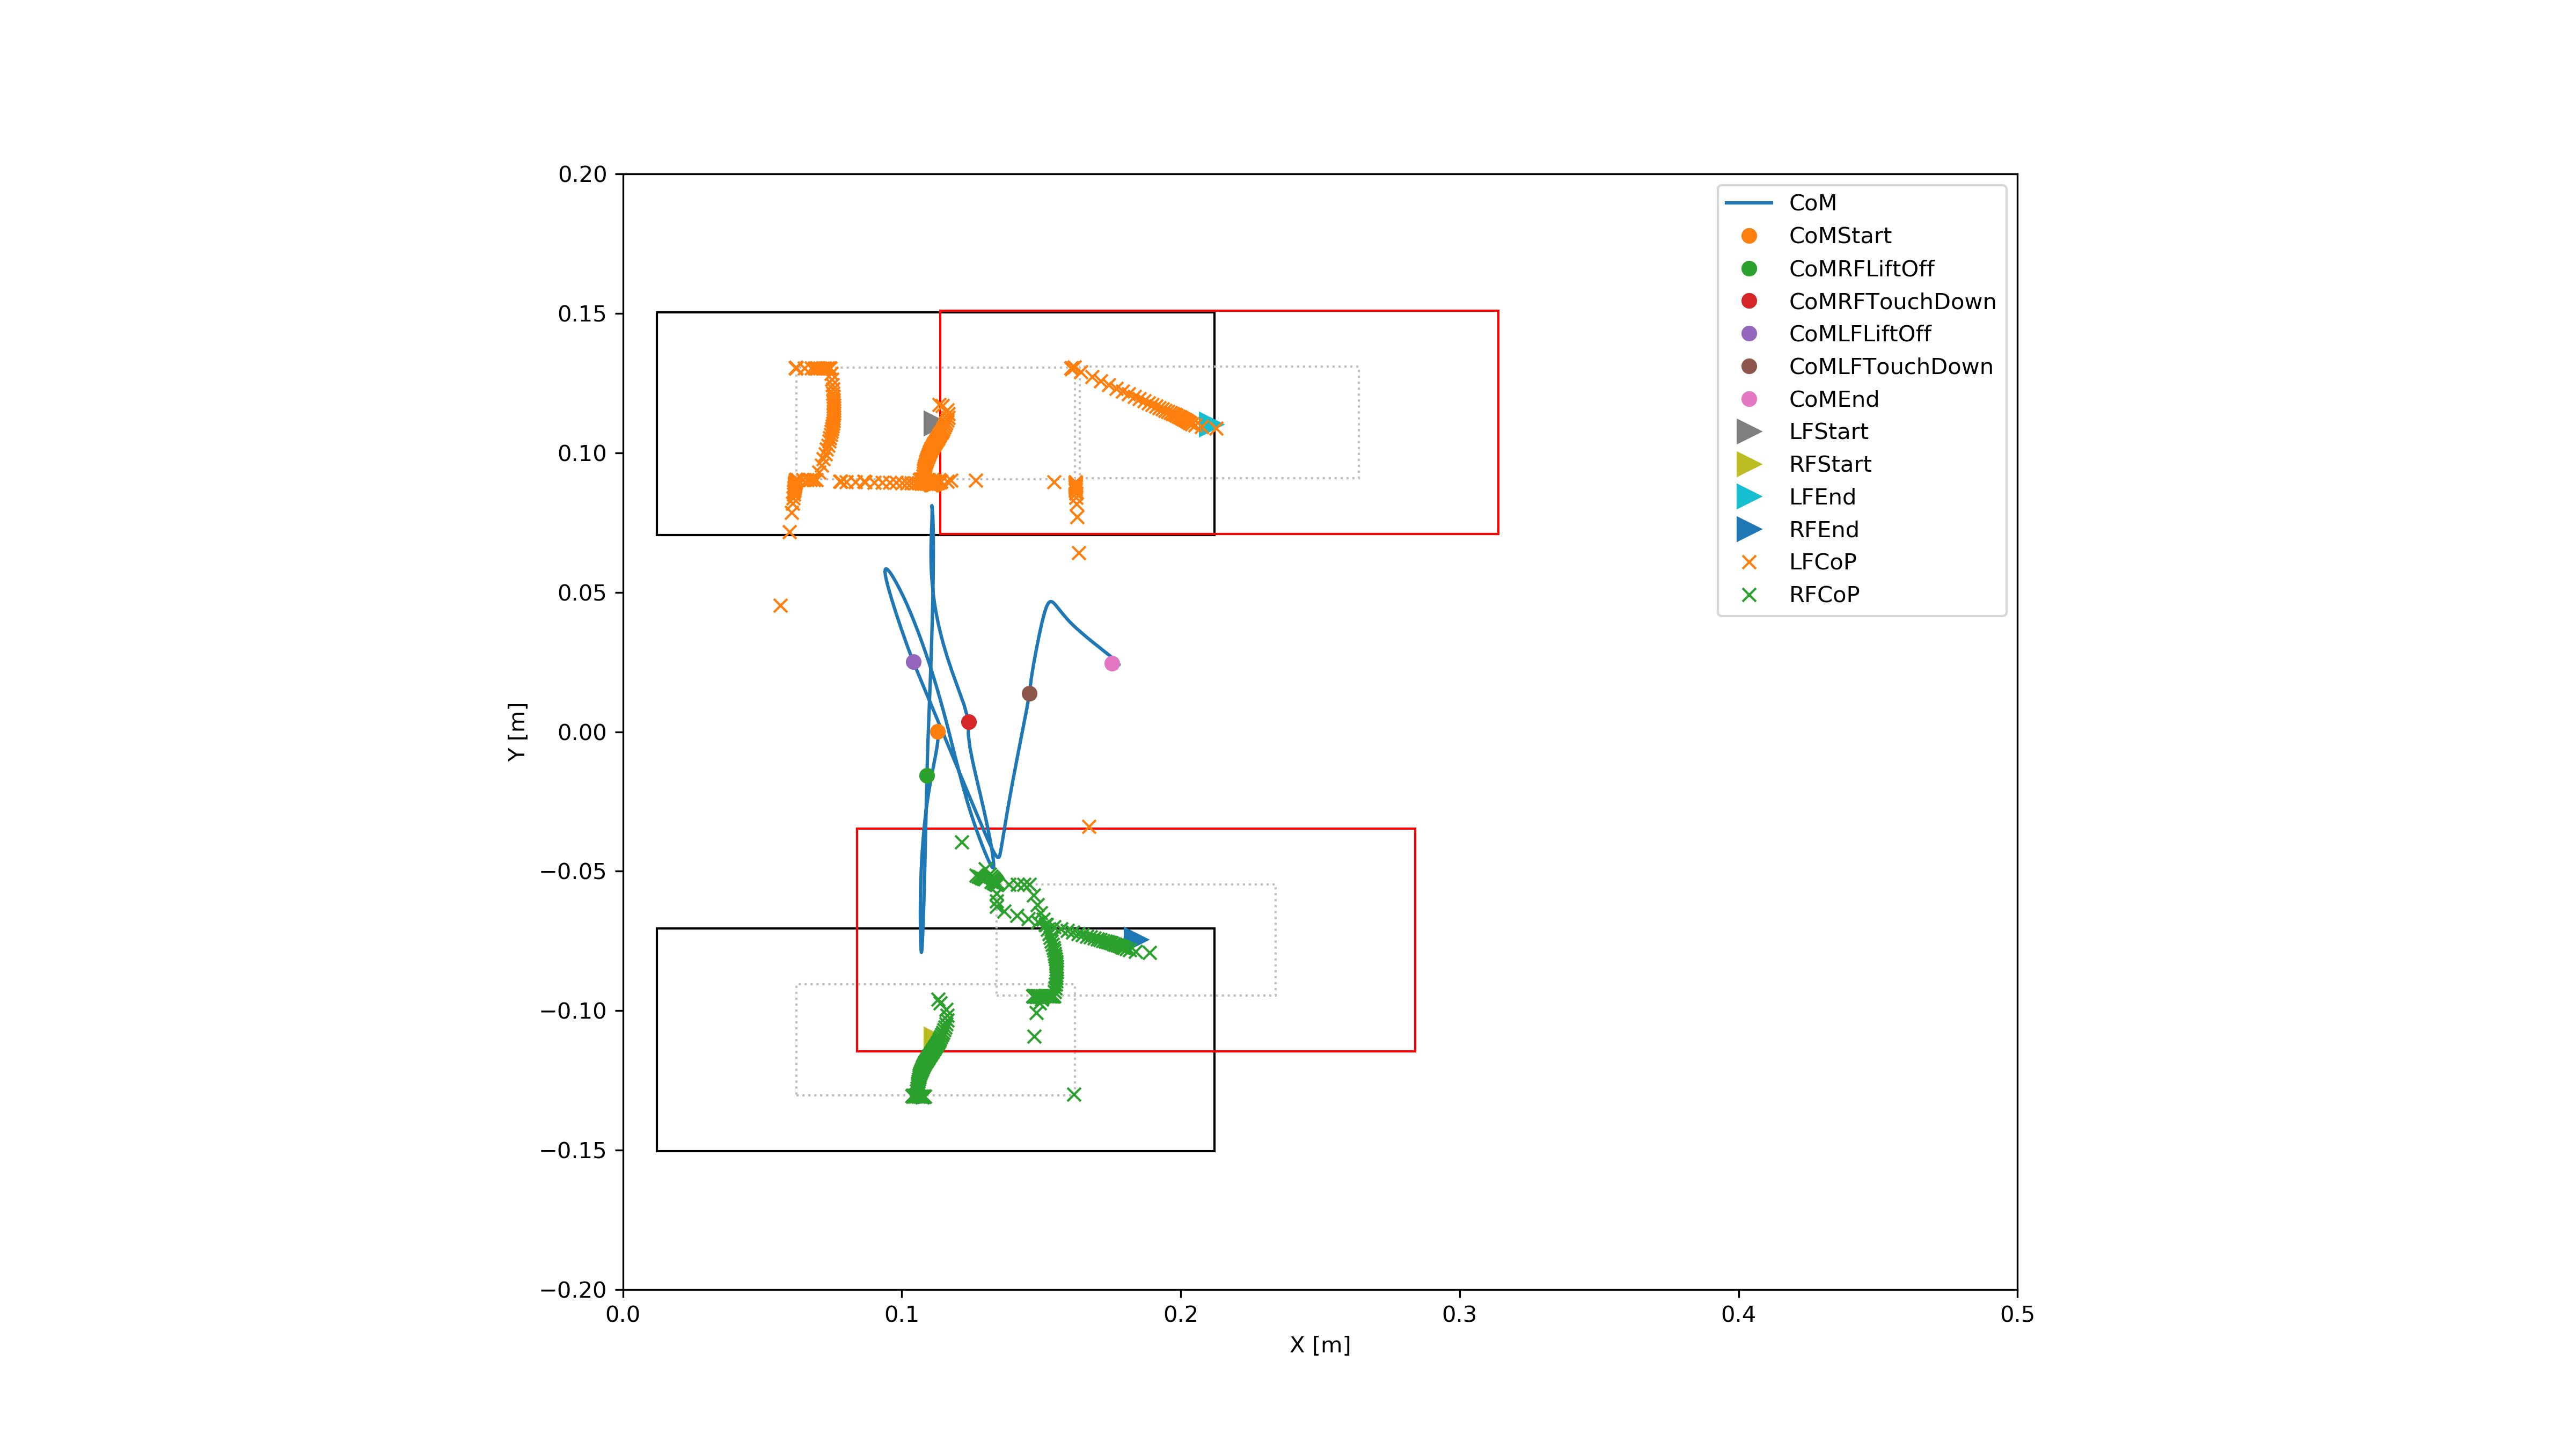 0.20
0.15
0.10
0.05
0.00
−0.05
−0.10
−0.15
−0.20
Y [m]
0.0
0.1
0.2
0.3
0.4
0.5
X [m]
CoM
CoMStart
CoMRFLiftOff
CoMRFTouchDown
CoMLFLiftOff
CoMLFTouchDown
CoMEnd
LFStart
RFStart
LFEnd
RFEnd
LFCoP
RFCoP